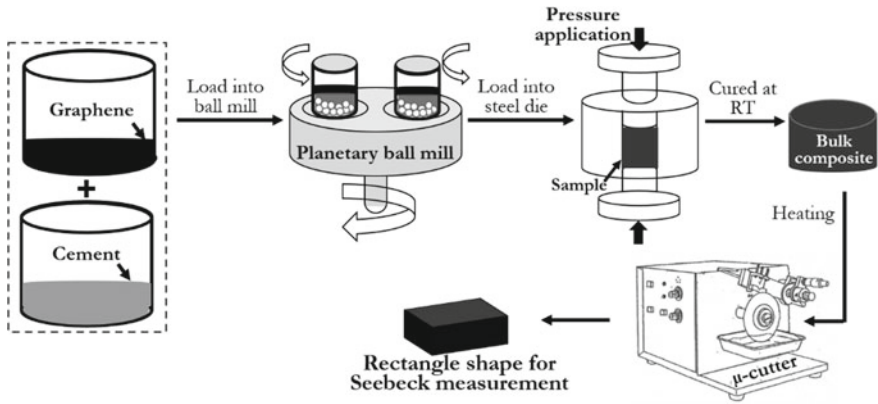 Graphene
Cement
Load into
ball mill
Planetary ball mill
Load into
steel die
Pressure
application
Sample
Cured at
RT
Bulk
composite
Heating
μ-cutter
Rectangle shape for
Seebeck measurement